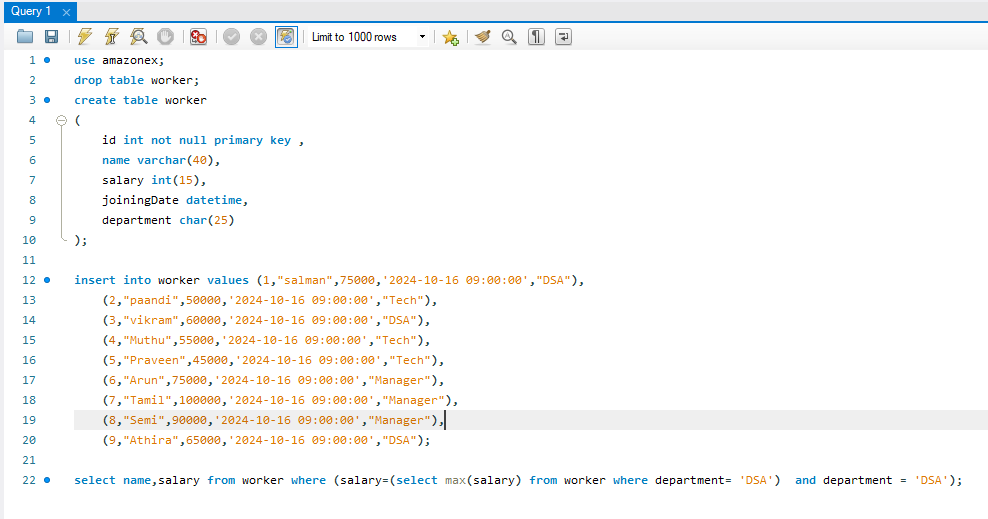 Query 1
Limit to 1000 rows
1 use amazonex;
2 drop table worker;
3 create table worker
4 (
5 id int not null primary key ,
6 name varchar(40),
7 salary int(15),
8 joiningDate datetime,
9 department char(25)
10 );
11
12 insert into worker values (1,"salman",75000,'2024-10-16 09:00:00',"DSA"),
13 (2,"paandi",50000,'2024-10-16 09:00:00',"Tech"),
14 (3,"vikram",60000,'2024-10-16 09:00:00',"DSA"),
15 (4,"Muthu",55000,'2024-10-16 09:00:00',"Tech"),
16 (5,"Praveen",45000,'2024-10-16 09:00:00',"Tech"),
17 (6,"Arun",75000,'2024-10-16 09:00:00',"Manager"),
18 (7,"Tamil",100000,'2024-10-16 09:00:00',"Manager"),
19 (8,"Semi",90000,'2024-10-16 09:00:00',"Manager"),
20 (9,"Athira",65000,'2024-10-16 09:00:00',"DSA");
21
22 select name,salary from worker where (salary=(select max(salary) from worker where department= 'DSA')  and department = 'DSA');